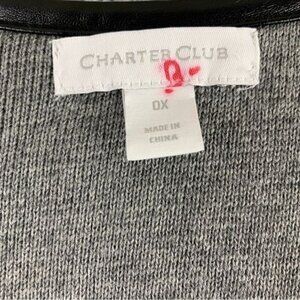 CHARTER CLUB
0X
MADE IN
CHINA